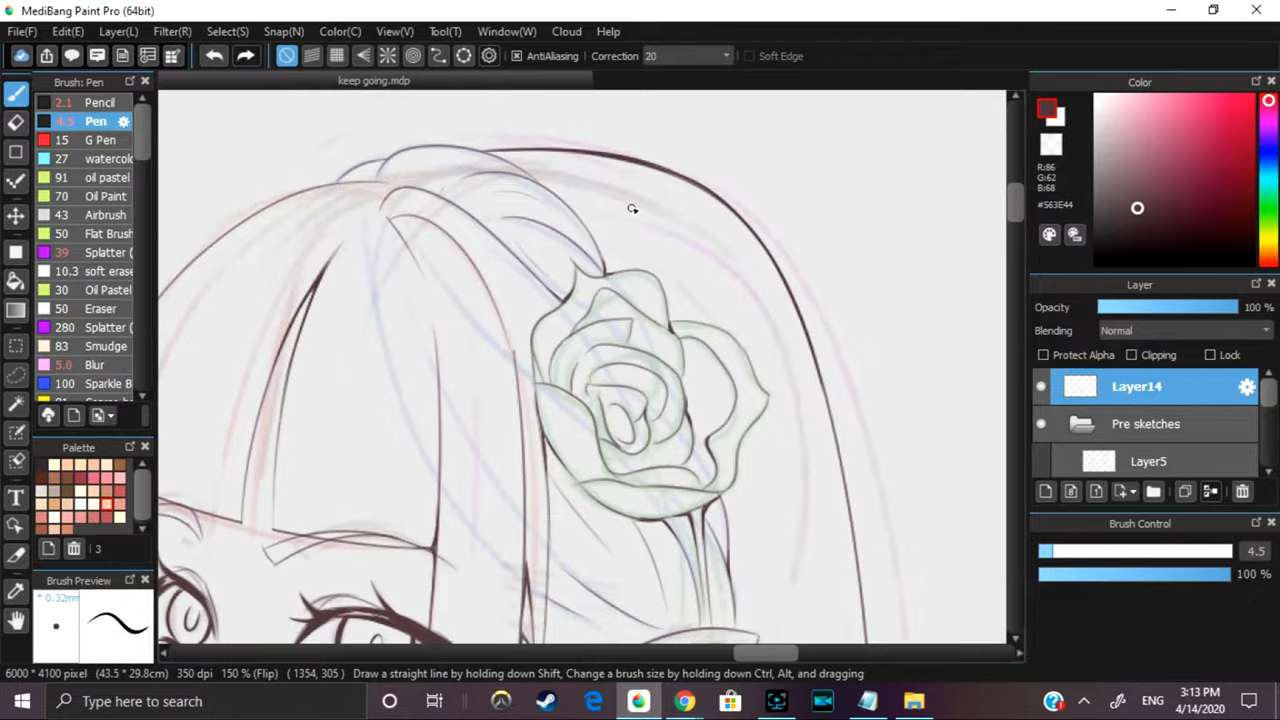 MediBang Paint Pro (64bit)
File(F) Edit(E) Layer(L) Filter(R) Select(S) Snap(N) Color(C) View(V) Tool(T) Window(W) Cloud Help
AntiAliasing Correction 20 Soft Edge
Brush: Pen
2.1 Pencil
4.5 Pen
15 G Pen
27 watercolo
91 oil pastel
70 Oil Paint
43 Airbrush
50 Flat Brush
39 Splatter (
10.3 soft erase
30 Oil Pastel
50 Eraser
280 Splatter (
83 Smudge
5.0 Blur
100 Sparkle B
Palette
3
Brush Preview
* 0.32mm
keep going.mdp
Color
R:86
G:62
B:68
#563E44
Layer
Opacity 100 %
Blending Normal
Protect Alpha Clipping Lock
Layer14
Pre sketches
Layer5
Brush Control
4.5
100 %
6000 * 4100 pixel (43.5 * 29.8cm) 350 dpi 150 % (Flip) ( 1354, 305 ) Draw a straight line by holding down Shift, Change a brush size by holding down Ctrl, Alt, and dragging
Type here to search
ENG
3:13 PM
4/14/2020